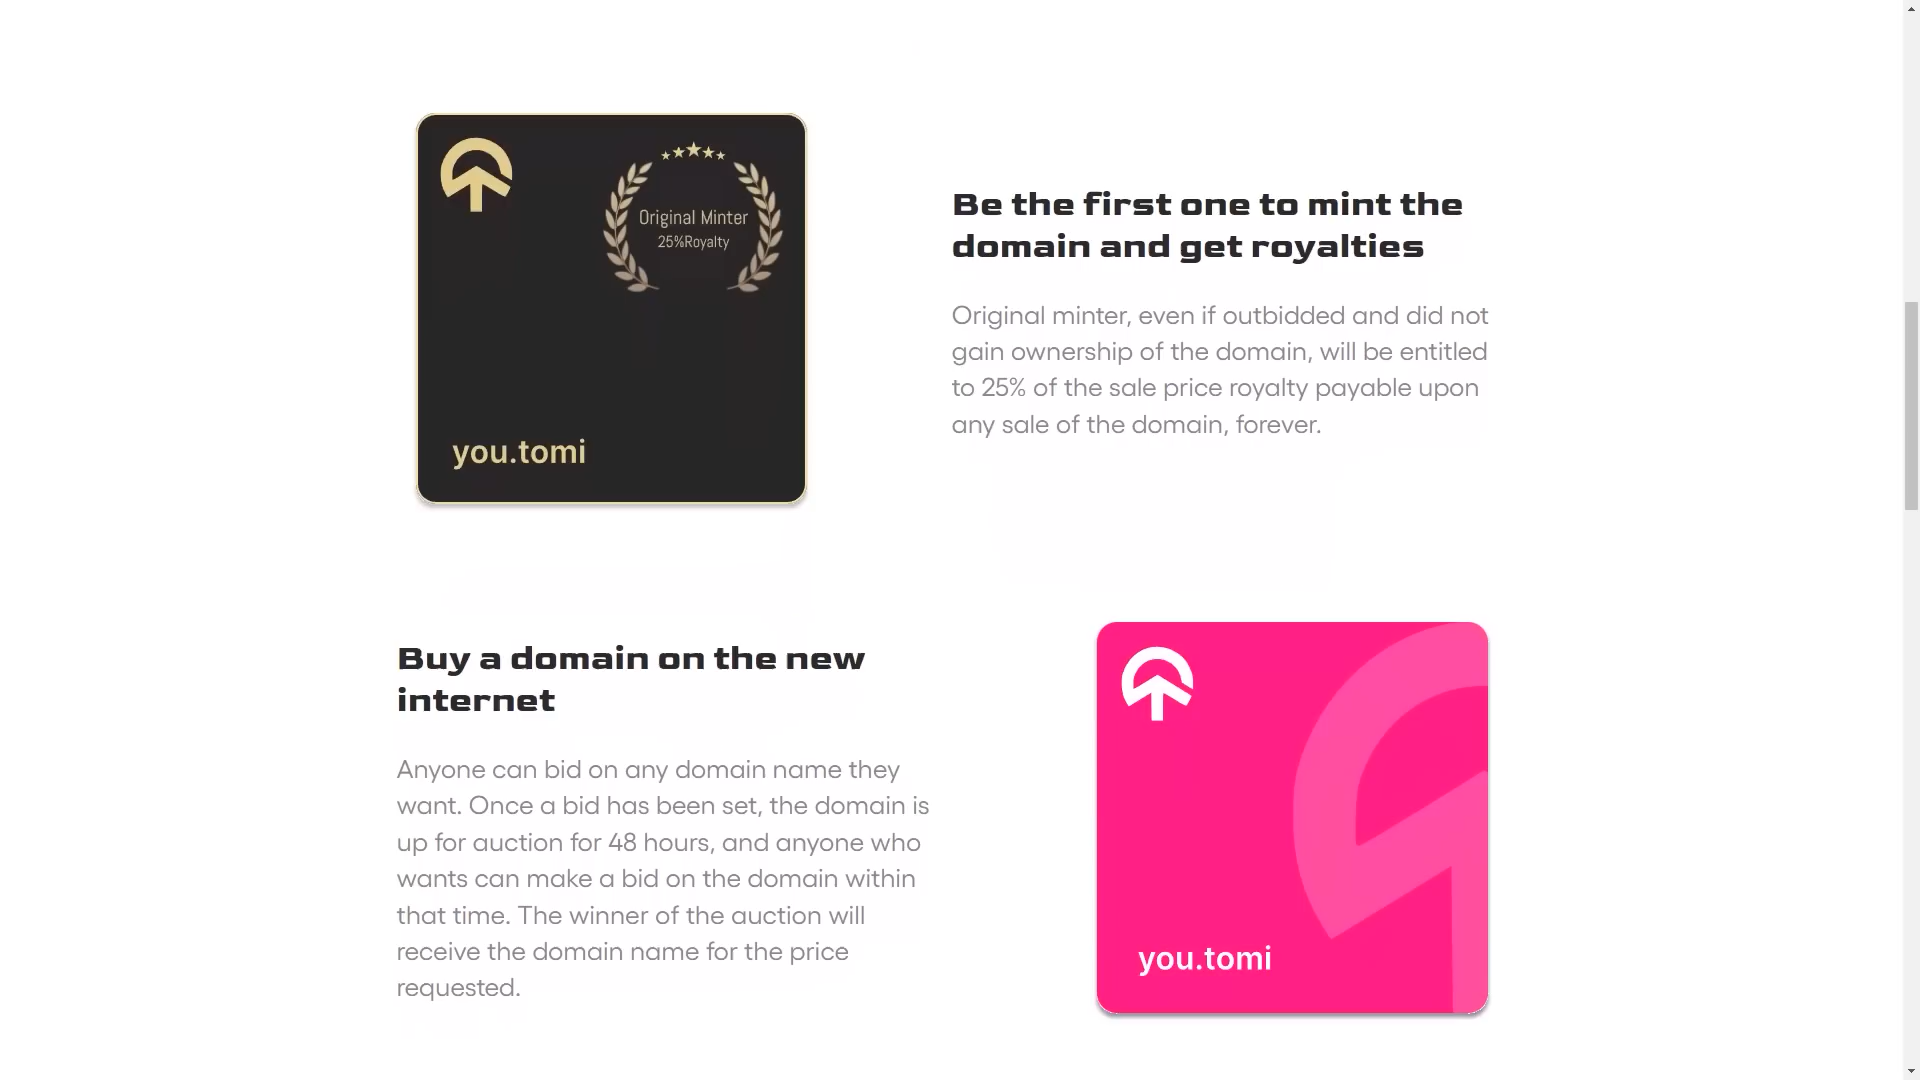 Original Minter
25%Royalty
you.tomi
Be the first one to mint the
domain and get royalties
Original minter, even if outbidded and did not
gain ownership of the domain, will be entitled
to 25% of the sale price royalty payable upon
any sale of the domain, forever.
Buy a domain on the new
internet
Anyone can bid on any domain name they
want. Once a bid has been set, the domain is
up for auction for 48 hours, and anyone who
wants can make a bid on the domain within
that time. The winner of the auction will
receive the domain name for the price
requested.
you.tomi